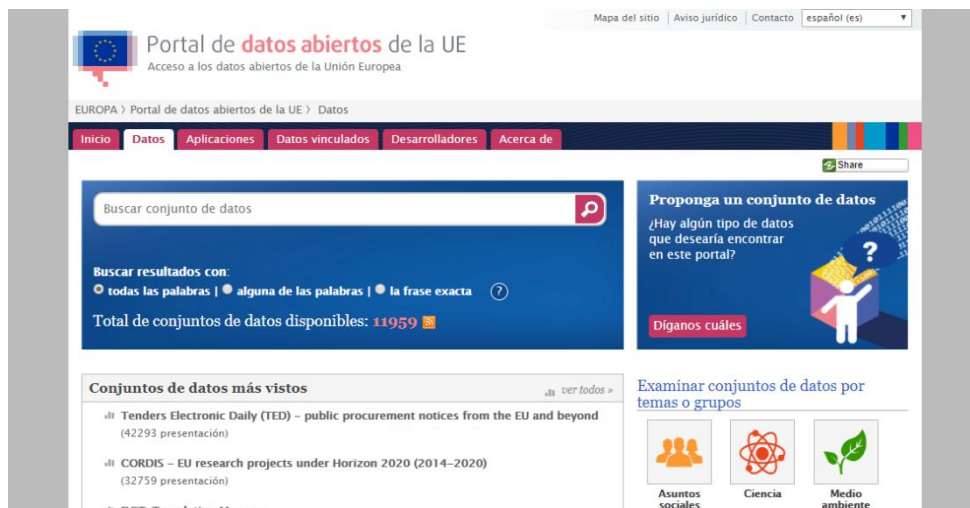 Mapa del sitio | Aviso jurídico | Contacto español (es)
Portal de datos abiertos de la UE
Acceso a los datos abiertos de la Unión Europea
EUROPA > Portal de datos abiertos de la UE > Datos
Inicio Datos Aplicaciones Datos vinculados Desarrolladores Acerca de
Share
Buscar conjunto de datos
Buscar resultados con:
todas las palabras | alguna de las palabras | la frase exacta ?
Total de conjuntos de datos disponibles: 11959
Proponga un conjunto de datos
¿Hay algún tipo de datos
que desearía encontrar
en este portal?
?
Díganos cuáles
Conjuntos de datos más vistos ver todos »
Tenders Electronic Daily (TED) – public procurement notices from the EU and beyond
(42293 presentación)
CORDIS – EU research projects under Horizon 2020 (2014–2020)
(32759 presentación)
Examinar conjuntos de datos por
temas o grupos
Asuntos
sociales
Ciencia
Medio
ambiente